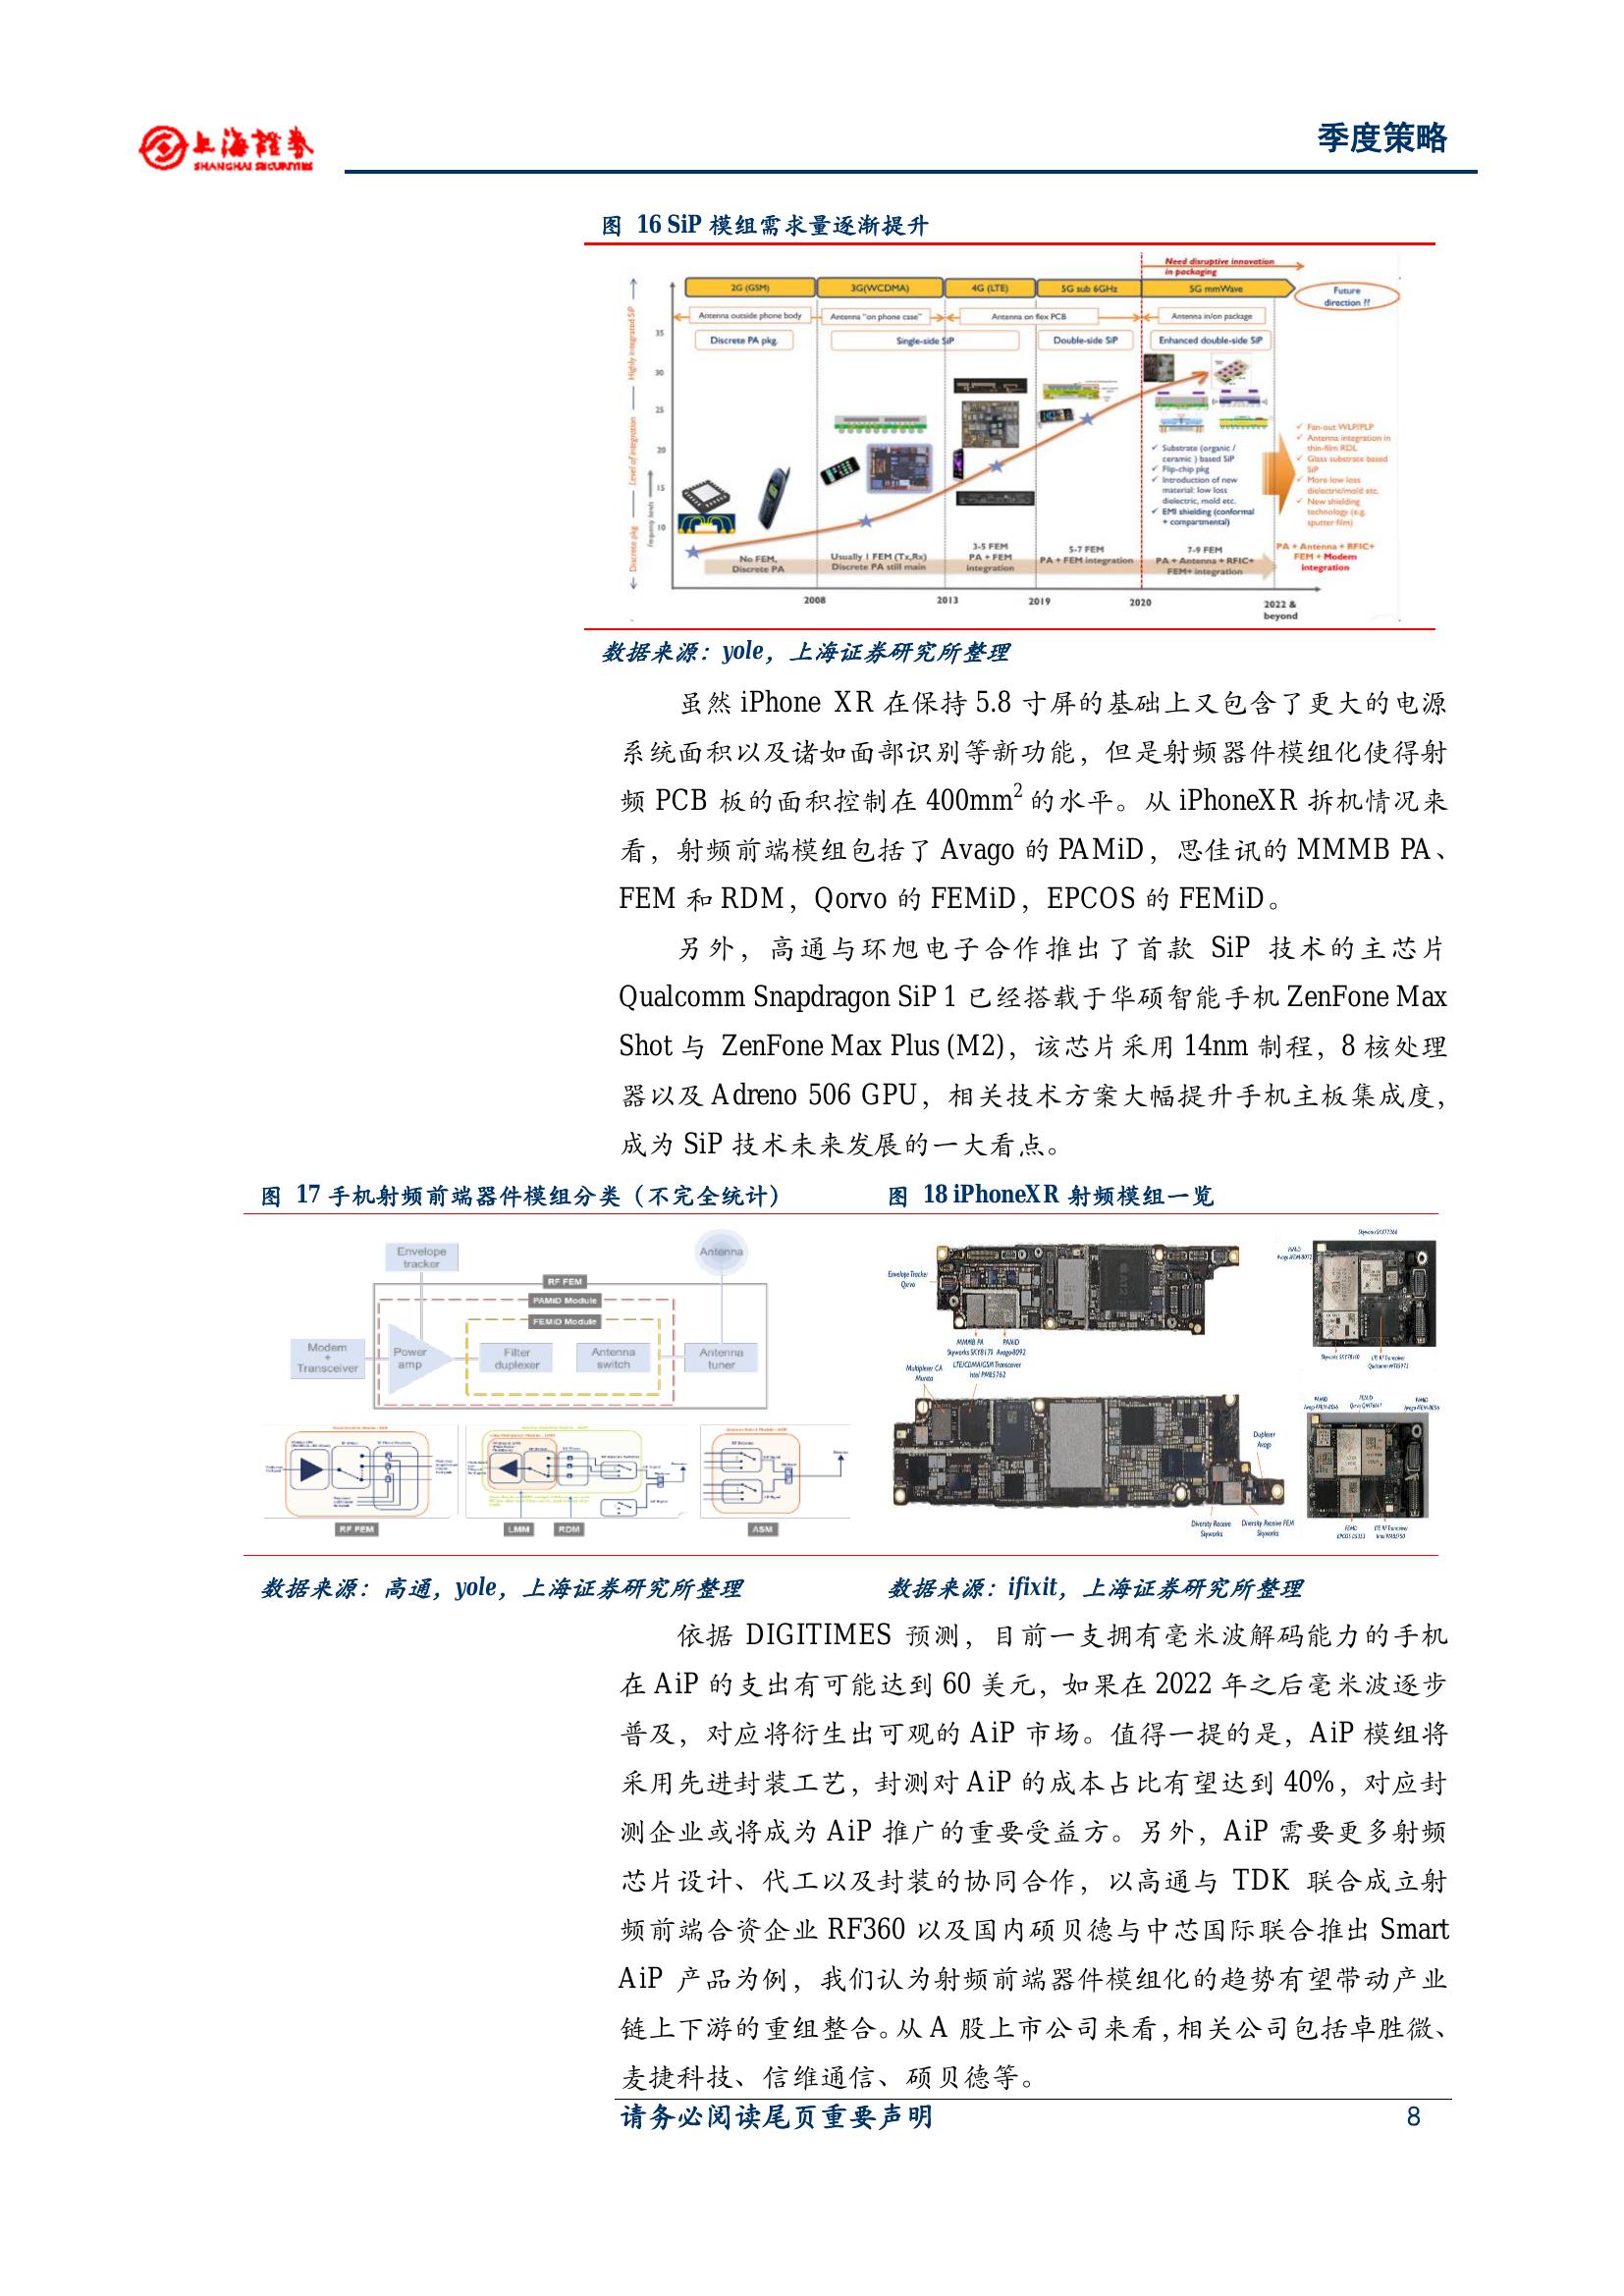 上海證券
SHANGHAI SECURITIES
季度策略
图 16 SiP 模组需求量逐渐提升
Need disruptive innovation
in packaging
2G (GSM)
3G(WCDMA)
4G (LTE)
5G sub 6GHz
5G mmWave
Future
direction ??
Antenna outside phone body
Antenna "on phone case"
Antenna on flex PCB
Antenna in/on package
Discrete PA pkg.
Single-side SiP
Double-side SiP
Enhanced double-side SiP
Highly integrated SiP
Level of integration
Discrete pkg
Frequency bands
35
30
25
20
15
10
✓ Substrate (organic /
ceramic ) based SiP
✓ Flip-chip pkg
✓ Introduction of new
material: low loss
dielectric, mold etc.
✓ EMI shielding (conformal
+ compartmental)
✓ Fan-out WLP/PLP
✓ Antenna integration in
thin-film RDL
✓ Glass substrate based
SiP
✓ More low loss
dielectric/mold etc.
✓ New shielding
technology (e.g.
sputter film)
No FEM,
Discrete PA
Usually 1 FEM (Tx,Rx)
Discrete PA still main
3-5 FEM
PA + FEM
integration
5-7 FEM
PA + FEM integration
7-9 FEM
PA + Antenna + RFIC+
FEM+ integration
PA + Antenna + RFIC+
FEM + Modem
integration
2008
2013
2019
2020
2022 &
beyond
数据来源：yole，上海证券研究所整理
虽然 iPhone XR 在保持 5.8 寸屏的基础上又包含了更大的电源
系统面积以及诸如面部识别等新功能，但是射频器件模组化使得射
频 PCB 板的面积控制在 400mm² 的水平。从 iPhoneXR 拆机情况来
看，射频前端模组包括了 Avago 的 PAMiD，思佳讯的 MMMB PA、
FEM 和 RDM，Qorvo 的 FEMiD，EPCOS 的 FEMiD。
另外，高通与环旭电子合作推出了首款 SiP 技术的主芯片
Qualcomm Snapdragon SiP 1 已经搭载于华硕智能手机 ZenFone Max
Shot 与 ZenFone Max Plus (M2)，该芯片采用 14nm 制程，8 核处理
器以及 Adreno 506 GPU，相关技术方案大幅提升手机主板集成度，
成为 SiP 技术未来发展的一大看点。
图 17 手机射频前端器件模组分类（不完全统计）
Envelope
tracker
Antenna
RF FEM
PAMiD Module
FEMiD Module
Modem
+
Transceiver
Power
amp
Filter
duplexer
Antenna
switch
Antenna
tuner
RF FEM
LMM
RDM
ASM
图 18 iPhoneXR 射频模组一览
Envelope Tracker
Qorvo
MMMB PA
Skyworks SKY8171
PAMiD
Avago8092
Multiplexer CA
Murata
LTE/CDMA/GSM Transceiver
Intel PMB5762
Duplexer
Avago
Diversity Receive
Skyworks
Diversity Receive FEM
Skyworks
数据来源：高通，yole，上海证券研究所整理
数据来源：ifixit，上海证券研究所整理
依据 DIGITIMES 预测，目前一支拥有毫米波解码能力的手机
在 AiP 的支出有可能达到 60 美元，如果在 2022 年之后毫米波逐步
普及，对应将衍生出可观的 AiP 市场。值得一提的是，AiP 模组将
采用先进封装工艺，封测对 AiP 的成本占比有望达到 40%，对应封
测企业或将成为 AiP 推广的重要受益方。另外，AiP 需要更多射频
芯片设计、代工以及封装的协同合作，以高通与 TDK 联合成立射
频前端合资企业 RF360 以及国内硕贝德与中芯国际联合推出 Smart
AiP 产品为例，我们认为射频前端器件模组化的趋势有望带动产业
链上下游的重组整合。从 A 股上市公司来看，相关公司包括卓胜微、
麦捷科技、信维通信、硕贝德等。
请务必阅读尾页重要声明
8